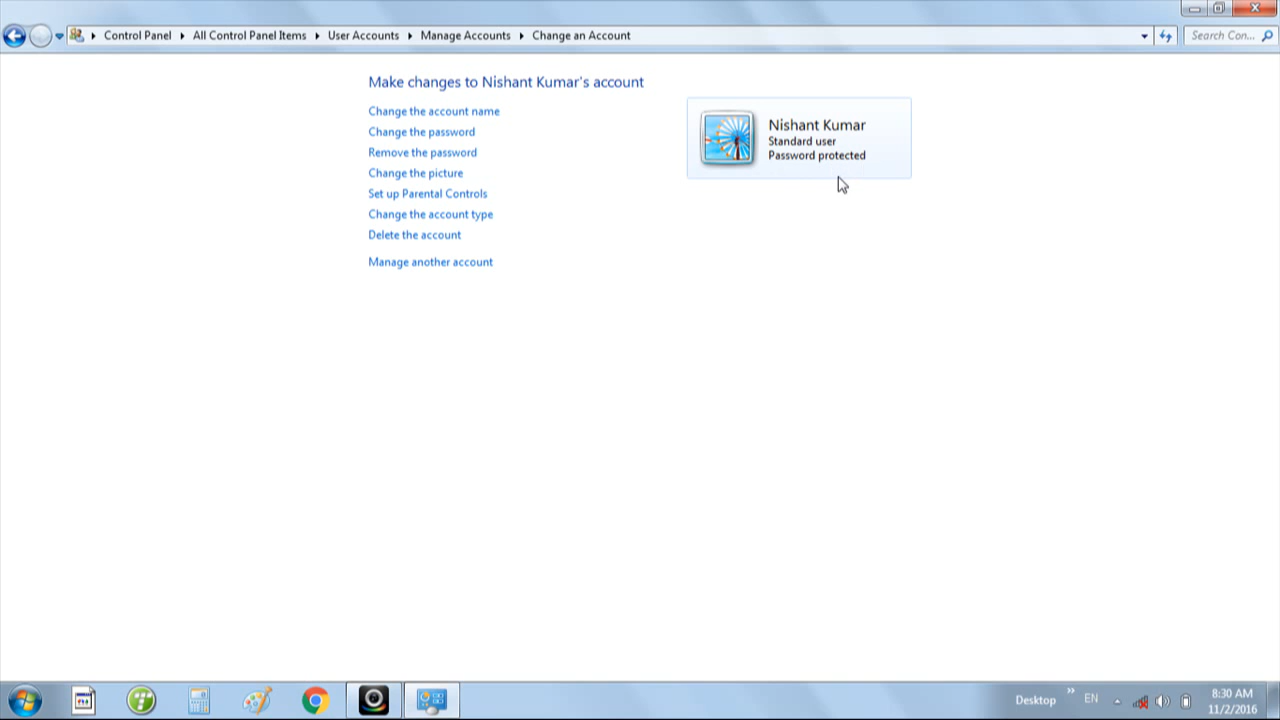 Control Panel All Control Panel Items User Accounts Manage Accounts Change an Account Search Con...
Make changes to Nishant Kumar's account
Change the account name
Change the password
Remove the password
Change the picture
Set up Parental Controls
Change the account type
Delete the account
Manage another account
Nishant Kumar
Standard user
Password protected
Desktop » EN 8:30 AM
11/2/2016